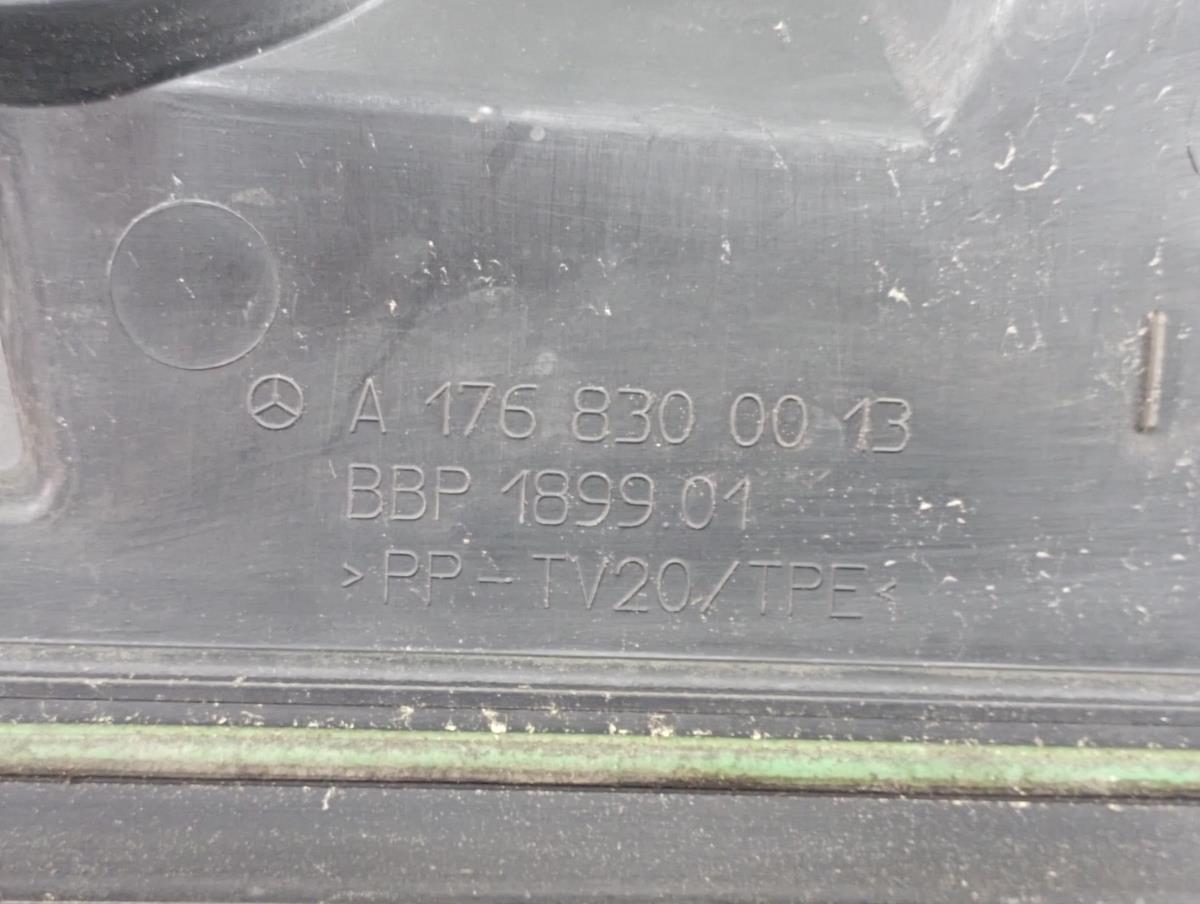 A 176 830 00 13
BBP 1899.01
>PP-TV20/TPE<